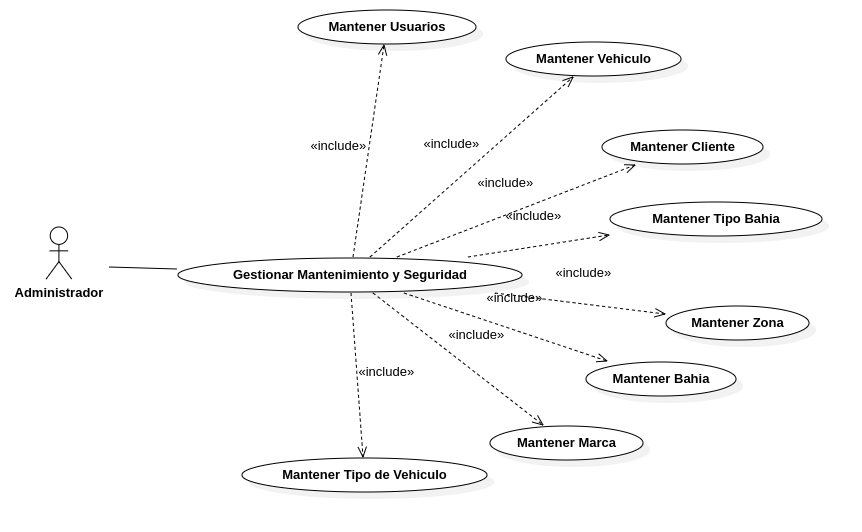 Mantener Usuarios
Mantener Vehiculo
«include»
«include»
Mantener Cliente
«include»
«include»
Mantener Tipo Bahia
Gestionar Mantenimiento y Seguridad
«include»
Administrador
«include»
Mantener Zona
«include»
«include»
Mantener Bahia
Mantener Marca
Mantener Tipo de Vehiculo